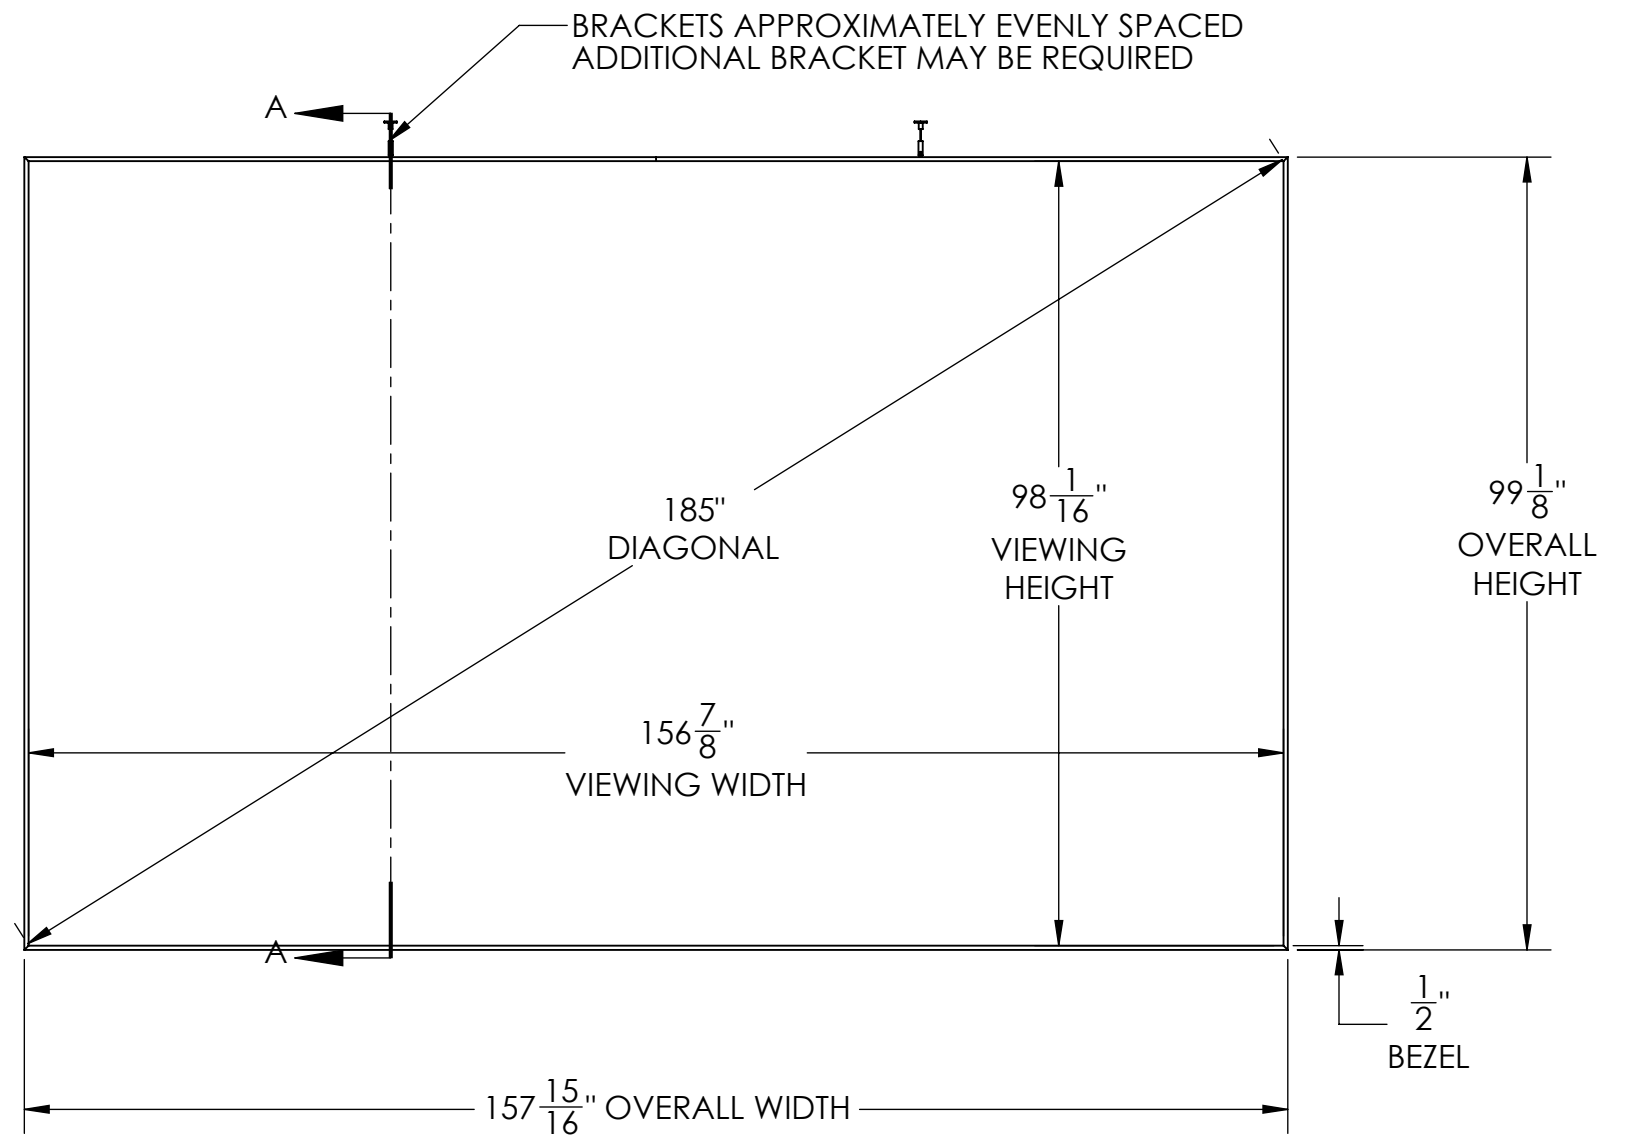 BRACKETS APPROXIMATELY EVENLY SPACED
ADDITIONAL BRACKET MAY BE REQUIRED
A
185"
DIAGONAL
98 1/16"
VIEWING
HEIGHT
99 1/8"
OVERALL
HEIGHT
156 7/8"
VIEWING WIDTH
A
1/2"
BEZEL
157 15/16" OVERALL WIDTH